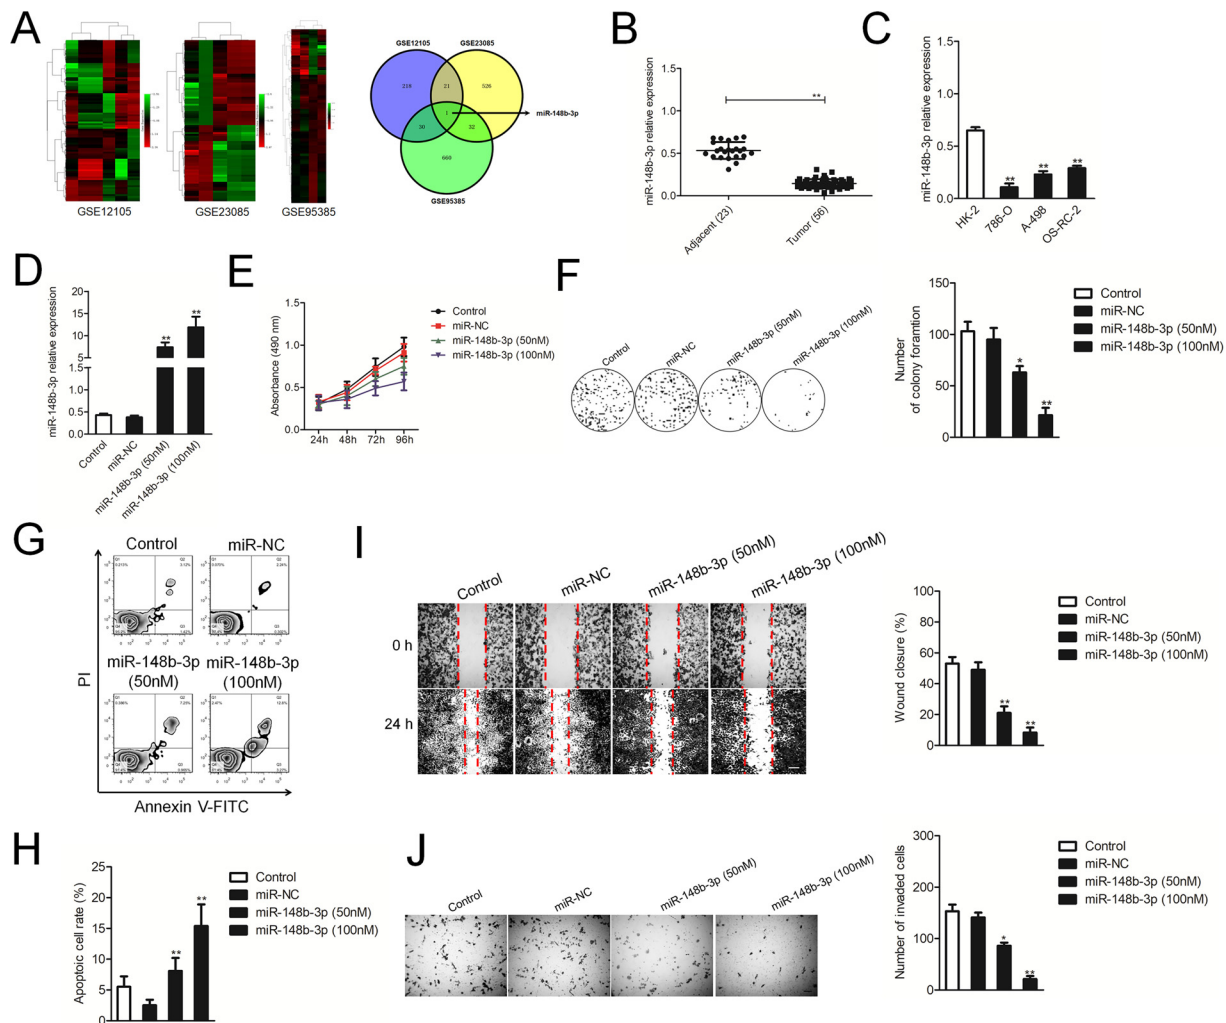 A
GSE12105
GSE23085
GSE95385
GSE12105
GSE23085
219
21
526
1
miR-148b-3p
30
32
669
GSE95385
B
miR-148b-3p relative expression
2.0
1.5
1.0
0.5
0.0
**
Adjacent (23)
Tumor (56)
C
miR-148b-3p relative expression
1.5
1.0
0.5
0.0
**
**
**
HK-2
786-O
A-498
OS-RC-2
D
miR-148b-3p relative expression
20
15
10
5
1.5
1.0
0.5
0.0
**
**
Control
miR-NC
miR-148b-3p (50nM)
miR-148b-3p (100nM)
E
Absorbance (490 nm)
1.5
1.0
0.5
0.0
24h 48h 72h 96h
Control
miR-NC
miR-148b-3p (50nM)
miR-148b-3p (100nM)
F
Control
miR-NC
miR-148b-3p (50nM)
miR-148b-3p (100nM)
Number
of colony foramtion
150
100
50
0
*
**
Control
miR-NC
miR-148b-3p (50nM)
miR-148b-3p (100nM)
G
PI
Control
miR-NC
miR-148b-3p
(50nM)
miR-148b-3p
(100nM)
Annexin V-FITC
H
Apoptoic cell rate (%)
25
20
15
10
5
0
**
**
Control
miR-NC
miR-148b-3p (50nM)
miR-148b-3p (100nM)
I
Control
miR-NC
miR-148b-3p (50nM)
miR-148b-3p (100nM)
0 h
24 h
Wound closure (%)
100
80
60
40
20
0
**
**
Control
miR-NC
miR-148b-3p (50nM)
miR-148b-3p (100nM)
J
Control
miR-NC
miR-148b-3p (50nM)
miR-148b-3p (100nM)
Number of invaded cells
300
200
100
0
*
**
Control
miR-NC
miR-148b-3p (50nM)
miR-148b-3p (100nM)